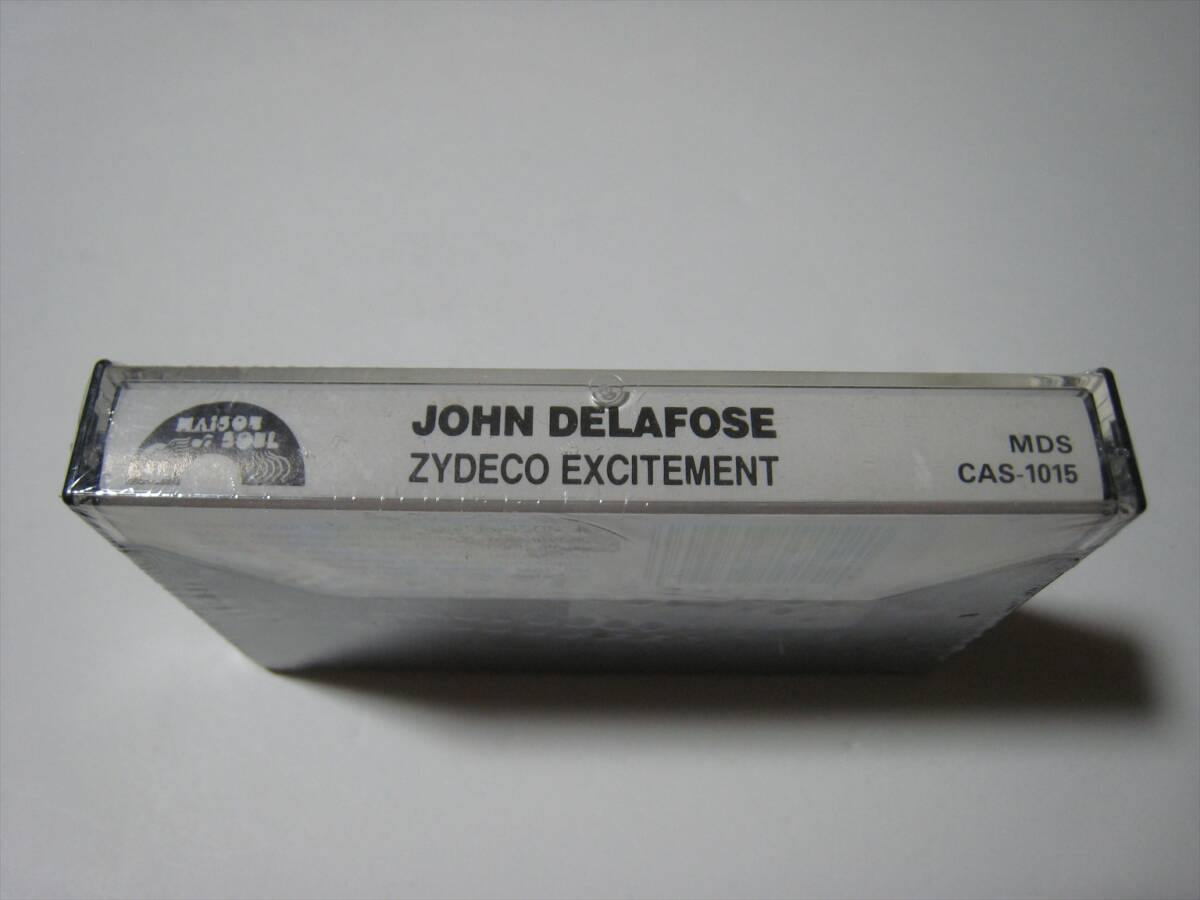 MAISON
OF SOUL
JOHN DELAFOSE
ZYDECO EXCITEMENT
MDS
CAS-1015